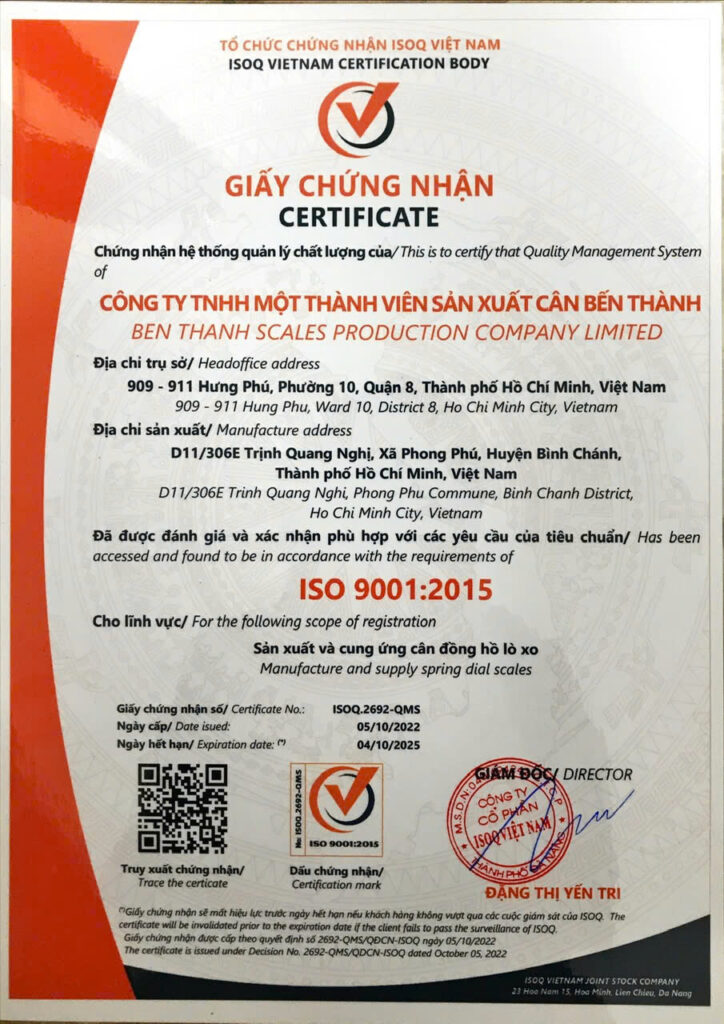 TỔ CHỨC CHỨNG NHẬN ISOQ VIỆT NAM
ISOQ VIETNAM CERTIFICATION BODY
GIẤY CHỨNG NHẬN
CERTIFICATE
Chứng nhận hệ thống quản lý chất lượng của/ This is to certify that Quality Management System
of
CÔNG TY TNHH MỘT THÀNH VIÊN SẢN XUẤT CÂN BẾN THÀNH
BEN THANH SCALES PRODUCTION COMPANY LIMITED
Địa chỉ trụ sở/ Headoffice address
909 - 911 Hưng Phú, Phường 10, Quận 8, Thành phố Hồ Chí Minh, Việt Nam
909 - 911 Hung Phu, Ward 10, District 8, Ho Chi Minh City, Vietnam
Địa chỉ sản xuất/ Manufacture address
D11/306E Trịnh Quang Nghị, Xã Phong Phú, Huyện Bình Chánh,
Thành phố Hồ Chí Minh, Việt Nam
D11/306E Trinh Quang Nghi, Phong Phu Commune, Binh Chanh District,
Ho Chi Minh City, Vietnam
Đã được đánh giá và xác nhận phù hợp với các yêu cầu của tiêu chuẩn/ Has been
accessed and found to be in accordance with the requirements of
ISO 9001:2015
Cho lĩnh vực/ For the following scope of registration
Sản xuất và cung ứng cân đồng hồ lò xo
Manufacture and supply spring dial scales
Giấy chứng nhận số/ Certificate No.: ISOQ.2692-QMS
Ngày cấp/ Date isued: 05/10/2022
Ngày hết hạn/ Expiration date: (*) 04/10/2025
GIÁM ĐỐC/ DIRECTOR
CÔNG TY
CỔ PHẦN
ISOQ VIỆT NAM
THÀNH PHỐ ĐÀ NẴNG
No: ISOQ.2692-QMS
ISO 9001:2015
Truy xuất chứng nhận/
Trace the certicate
Dấu chứng nhận/
Certification mark
ĐẶNG THỊ YẾN TRI
(*)Giấy chứng nhận sẽ mất hiệu lực trước ngày hết hạn nếu khách hàng không vượt qua các cuộc giám sát của ISOQ. The
certificate will be invalidated prior to the expiration date if the client fails to pass the surveillance of ISOQ.
Giấy chứng nhận được cấp theo quyết định số 2692-QMS/QĐCN-ISOQ ngày 05/10/2022
The certificate is issued under Decision No. 2692-QMS/QĐCN-ISOQ dated October 05, 2022
ISOQ VIETNAM JOINT STOCK COMPANY
23 Hoa Nam 15, Hoa Minh, Lien Chieu, Da Nang